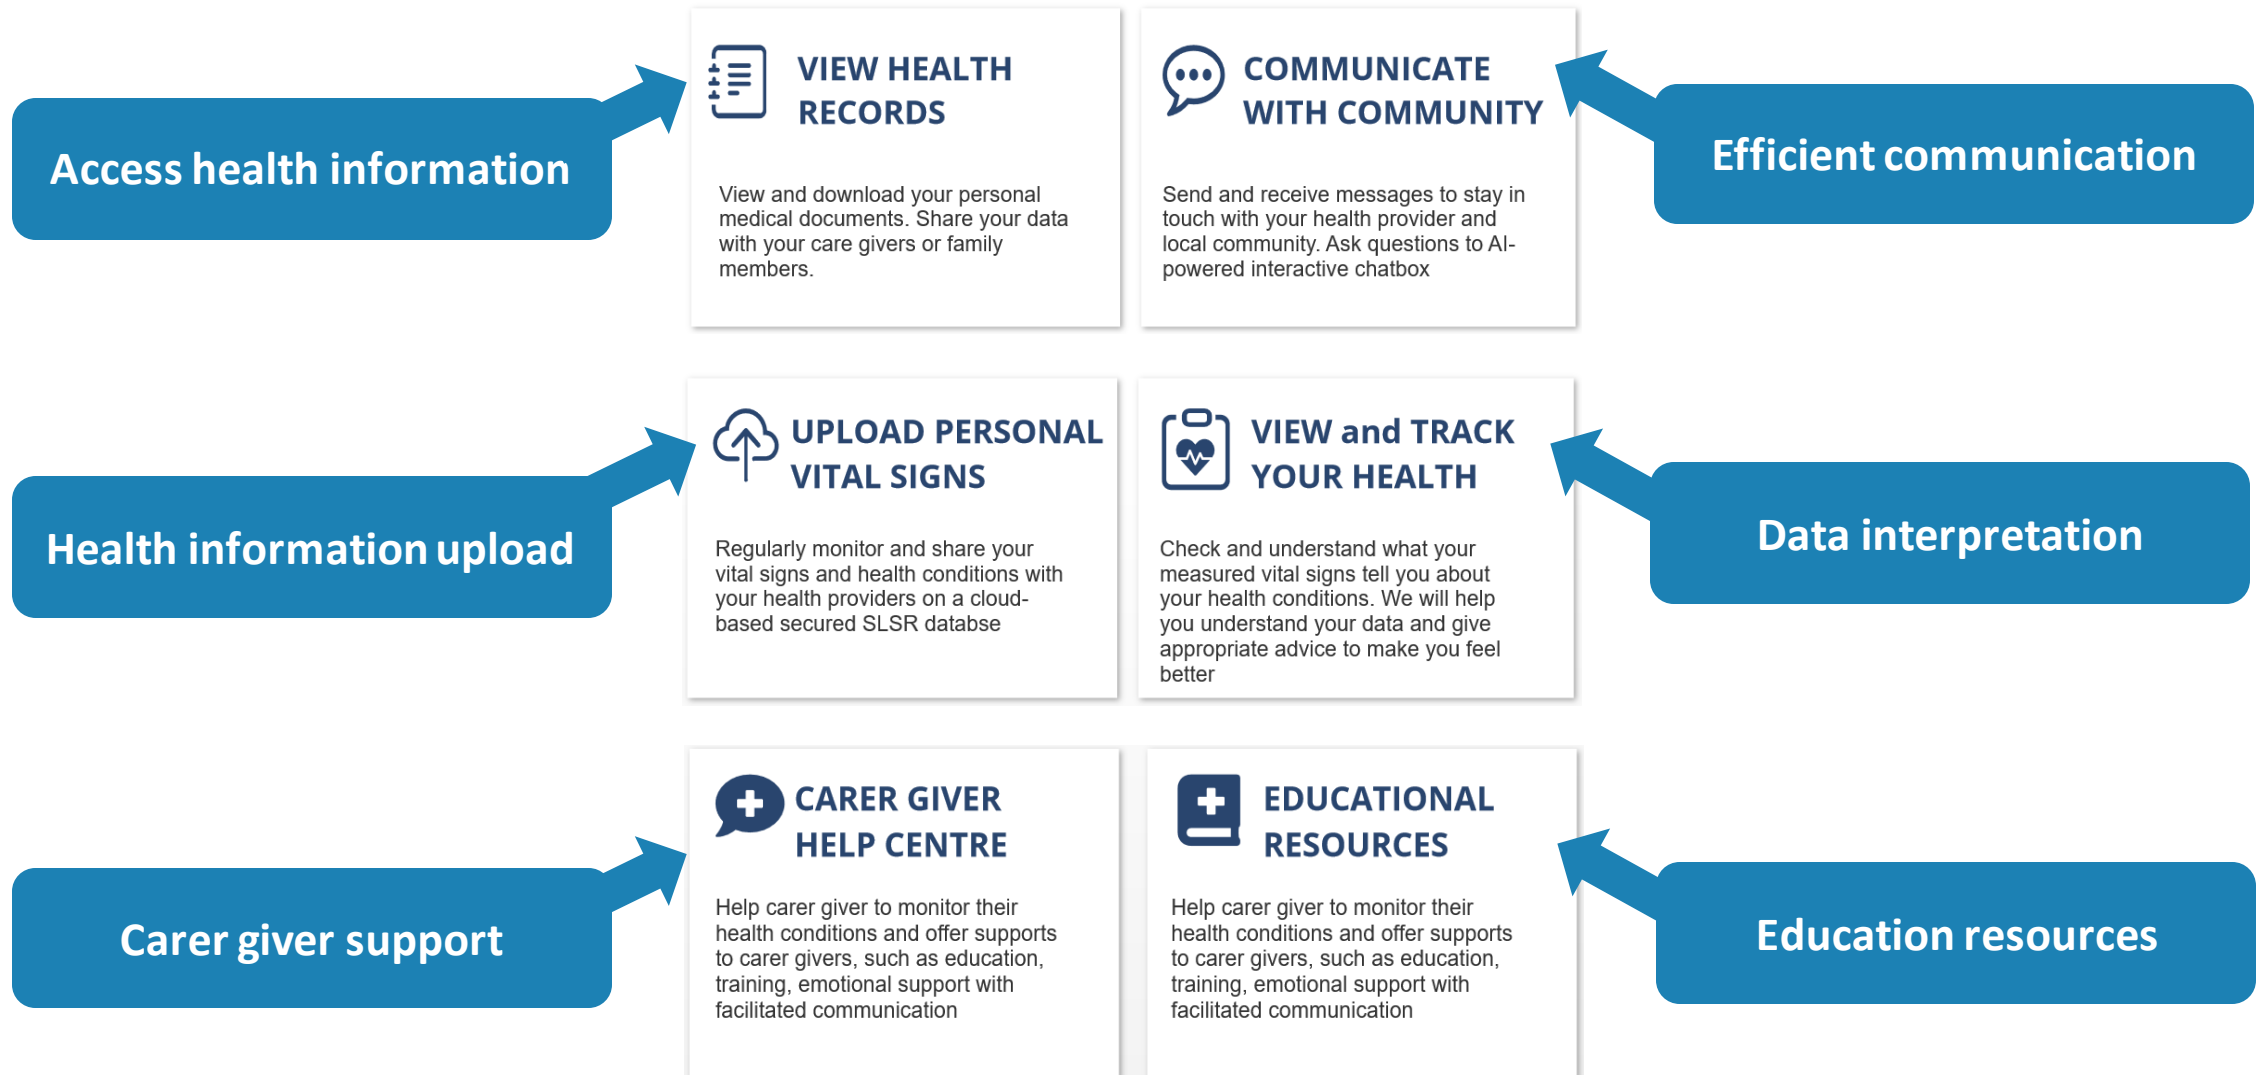 Access health information
VIEW HEALTH
RECORDS
View and download your personal
medical documents. Share your data
with your care givers or family
members.
COMMUNICATE
WITH COMMUNITY
Send and receive messages to stay in
touch with your health provider and
local community. Ask questions to AI-
powered interactive chatbox
Efficient communication
Health information upload
UPLOAD PERSONAL
VITAL SIGNS
Regularly monitor and share your
vital signs and health conditions with
your health providers on a cloud-
based secured SLSR databse
VIEW and TRACK
YOUR HEALTH
Check and understand what your
measured vital signs tell you about
your health conditions. We will help
you understand your data and give
appropriate advice to make you feel
better
Data interpretation
Carer giver support
CARER GIVER
HELP CENTRE
Help carer giver to monitor their
health conditions and offer supports
to carer givers, such as education,
training, emotional support with
facilitated communication
EDUCATIONAL
RESOURCES
Help carer giver to monitor their
health conditions and offer supports
to carer givers, such as education,
training, emotional support with
facilitated communication
Education resources